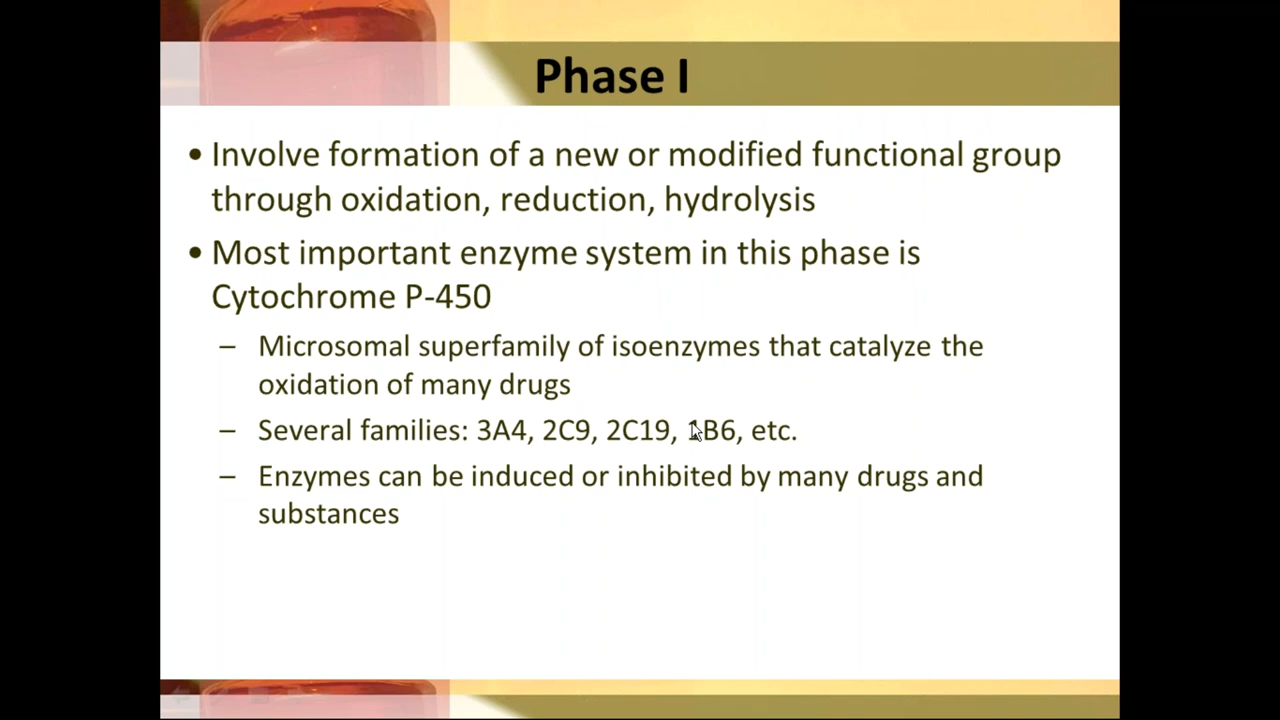 Phase I
• Involve formation of a new or modified functional group
through oxidation, reduction, hydrolysis
• Most important enzyme system in this phase is
Cytochrome P-450
– Microsomal superfamily of isoenzymes that catalyze the
oxidation of many drugs
– Several families: 3A4, 2C9, 2C19, 1B6, etc.
– Enzymes can be induced or inhibited by many drugs and
substances